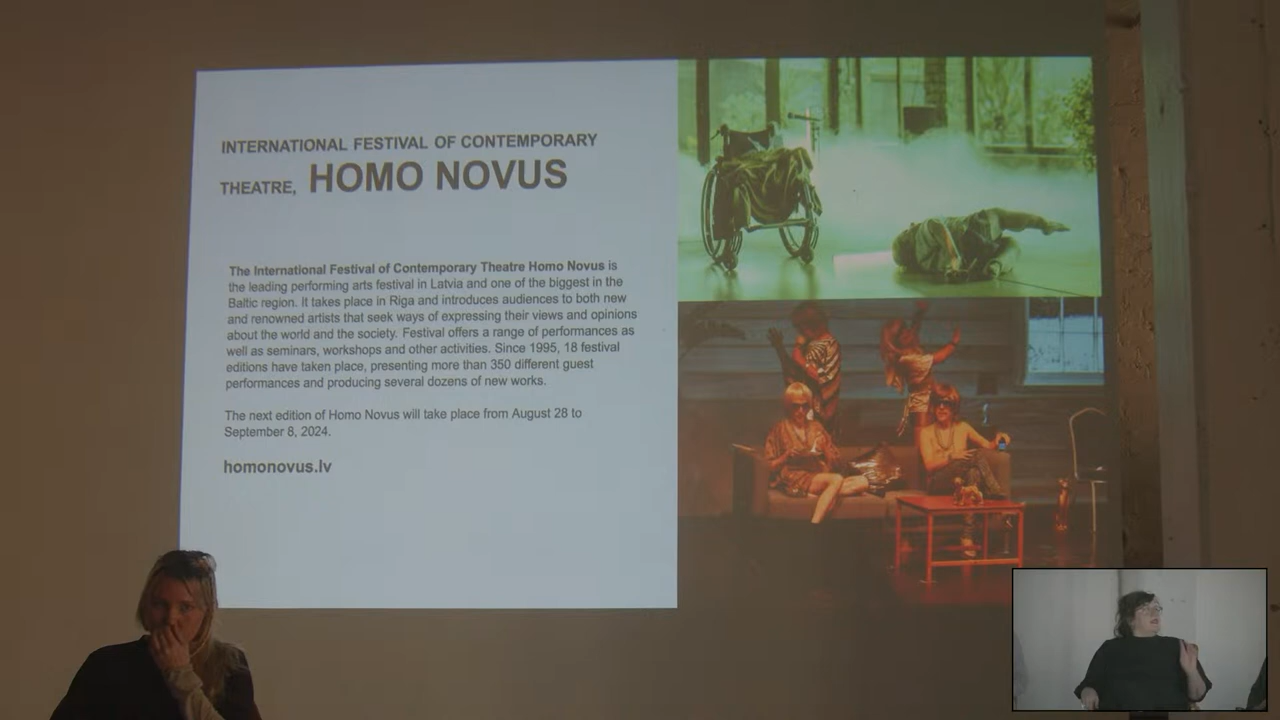 INTERNATIONAL FESTIVAL OF CONTEMPORARY
THEATRE, HOMO NOVUS
The International Festival of Contemporary Theatre Homo Novus is
the leading performing arts festival in Latvia and one of the biggest in the
Baltic region. It takes place in Riga and introduces audiences to both new
and renowned artists that seek ways of expressing their views and opinions
about the world and the society. Festival offers a range of performances as
well as seminars, workshops and other activities. Since 1995, 18 festival
editions have taken place, presenting more than 350 different guest
performances and producing several dozens of new works.
The next edition of Homo Novus will take place from August 28 to
September 8, 2024.
homonovus.lv